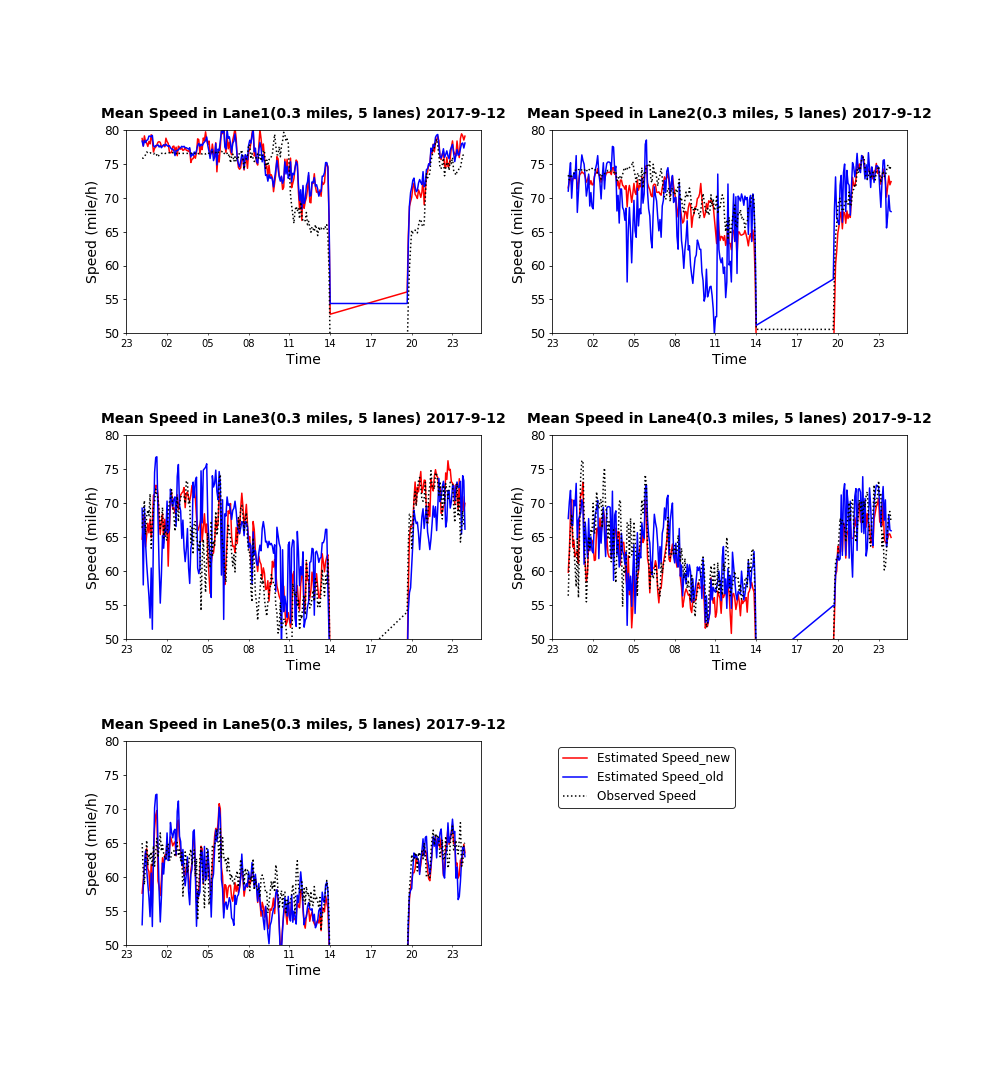 Mean Speed in Lane1(0.3 miles, 5 lanes) 2017-9-12
80
75
70
65
60
55
50
Speed (mile/h)
23 02 05 08 11 14 17 20 23
Time
Mean Speed in Lane2(0.3 miles, 5 lanes) 2017-9-12
80
75
70
65
60
55
50
Speed (mile/h)
23 02 05 08 11 14 17 20 23
Time
Mean Speed in Lane3(0.3 miles, 5 lanes) 2017-9-12
80
75
70
65
60
55
50
Speed (mile/h)
23 02 05 08 11 14 17 20 23
Time
Mean Speed in Lane4(0.3 miles, 5 lanes) 2017-9-12
80
75
70
65
60
55
50
Speed (mile/h)
23 02 05 08 11 14 17 20 23
Time
Mean Speed in Lane5(0.3 miles, 5 lanes) 2017-9-12
80
75
70
65
60
55
50
Speed (mile/h)
23 02 05 08 11 14 17 20 23
Time
Estimated Speed_new
Estimated Speed_old
Observed Speed